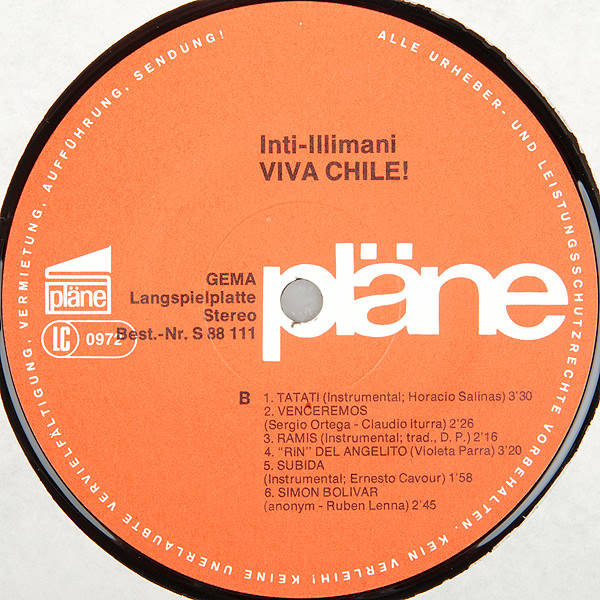 KEINE UNERLAUBTE VERVIELFÄLTIGUNG, VERMIETUNG, AUFFÜHRUNG, SENDUNG!
ALLE URHEBER- UND LEISTUNGSSCHUTZRECHTE VORBEHALTEN. KEIN VERLEIH!
Inti-Illimani
VIVA CHILE!
pläne
LC 0972
GEMA
Langspielplatte
Stereo
Best.-Nr. S 88 111
pläne
B
1. TATATI (Instrumental; Horacio Salinas) 3'30
2. VENCEREMOS
(Sergio Ortega - Claudio Iturra) 2'26
3. RAMIS (Instrumental; trad., D. P.) 2'16
4. “RIN” DEL ANGELITO (Violeta Parra) 3'20
5. SUBIDA
(Instrumental; Ernesto Cavour) 1'58
6. SIMON BOLIVAR
(anonym - Ruben Lenna) 2'45